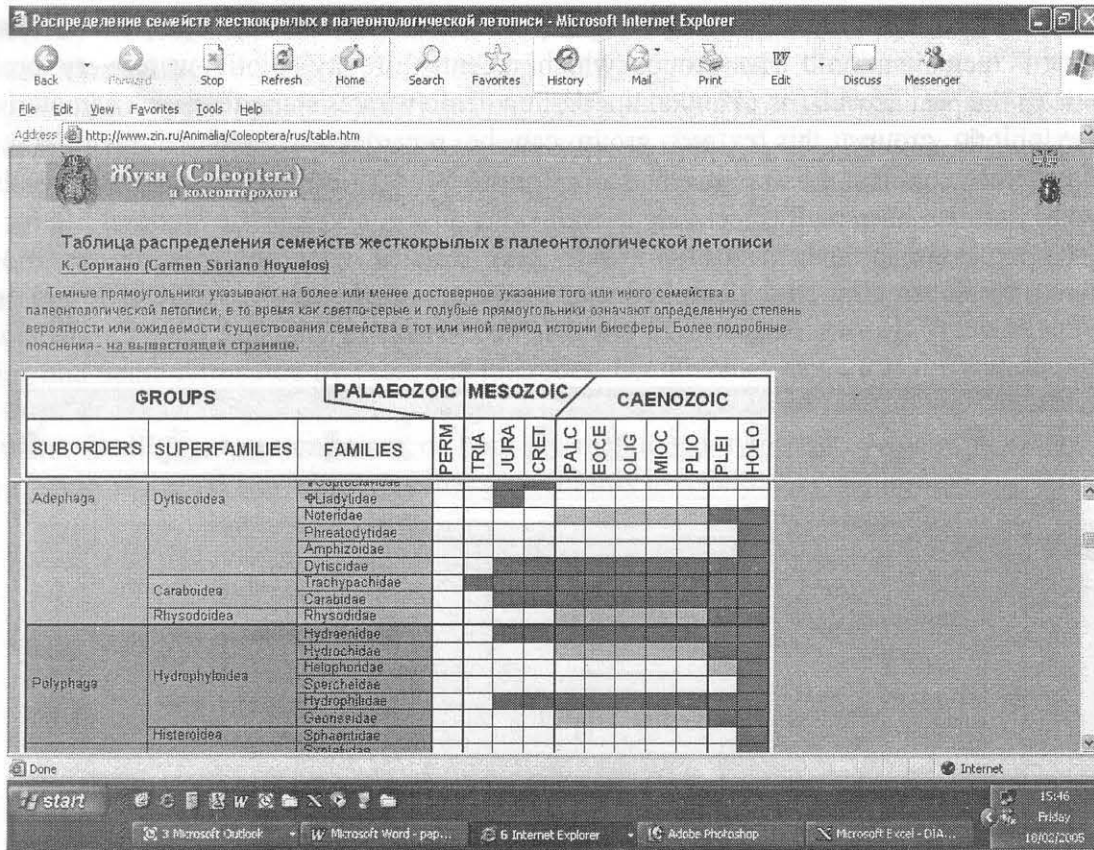 Распределение семейств жесткокрылых в палеонтологической летописи - Microsoft Internet Explorer
Back Forward Stop Refresh Home Search Favorites History Mail Print Edit Discuss Messenger
File Edit View Favorites Tools Help
Address http://www.zin.ru/Animalia/Coleoptera/rus/tabla.htm
Жуки (Coleoptera)
и колеоптерологи
Таблица распределения семейств жесткокрылых в палеонтологической летописи
К. Сориано (Carmen Soriano Hoyuelos)
Темные прямоугольники указывают на более или менее достоверное указание того или иного семейства в
палеонтологической летописи, в то время как светло-серые и голубые прямоугольники означают определенную степень
вероятности или ожидаемости существования семейства в тот или иной период истории биосферы. Более подробные
пояснения - на вышестоящей странице.
GROUPS PALAEOZOIC MESOZOIC CAENOZOIC
SUBORDERS SUPERFAMILIES FAMILIES PERM TRIA JURA CRET PALC EOCE OLIG MIOC PLIO PLEI HOLO
Coptoclavidae
Adephaga Dytiscoidea ✠Liadytidae
Noteridae
Phreatodytidae
Amphizoidae
Dytiscidae
Caraboidea Trachypachidae
Carabidae
Rhysodoidea Rhysodidae
Polyphaga Hydrophyloidea Hydraenidae
Hydrochidae
Helophoridae
Spercheidae
Hydrophilidae
Georissidae
Histeroidea Sphaeritidae
Done Internet
start 15:46
3 Microsoft Outlook Microsoft Word - pap... 6 Internet Explorer Adobe Photoshop Microsoft Excel - DIA... Friday
18/02/2005